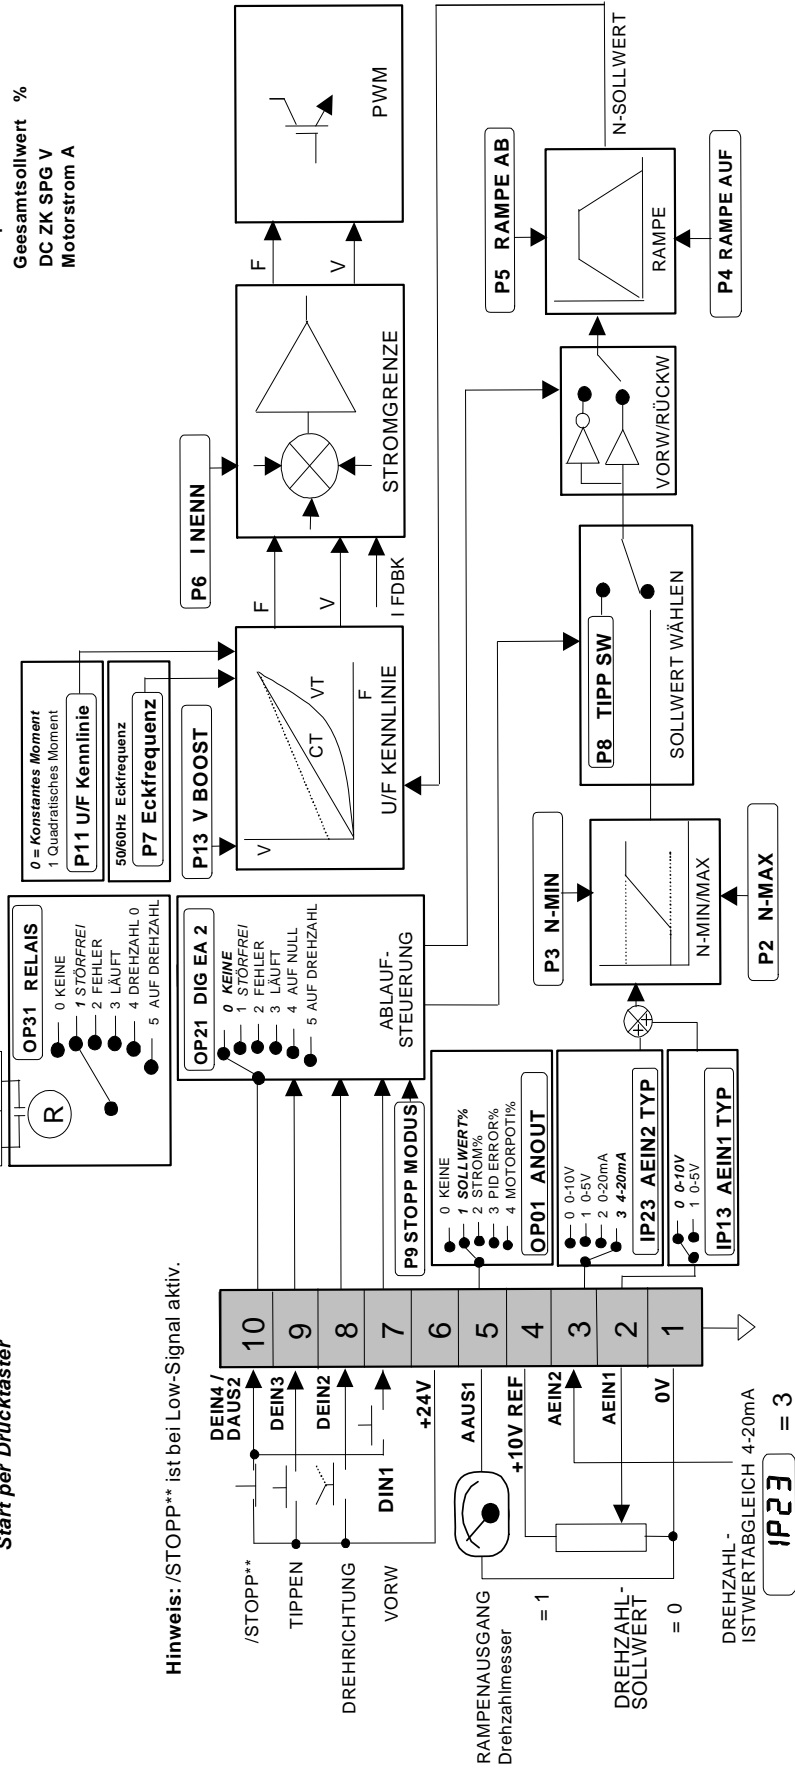 Start per Drucktaster
Hinweis: /STOPP** ist bei Low-Signal aktiv.
Geesamtsollwert %
DC ZK SPG V
Motorstrom A
R
OP31 RELAIS
0 KEINE
1 STÖRFREI
2 FEHLER
3 LÄUFT
4 DREHZAHL 0
5 AUF DREHZAHL
0 = Konstantes Moment
1 Quadratisches Moment
P11 U/F Kennlinie
50/60Hz Eckfrequenz
P7 Eckfrequenz
P13 V BOOST
V
CT
VT
F
U/F KENNLINIE
F
V
I FDBK
P6 I NENN
STROMGRENZE
F
V
PWM
/STOPP**
TIPPEN
DREHRICHTUNG
VORW
DEIN4 /
DAUS2
DEIN3
DEIN2
DIN1
+24V
AAUS1
+10V REF
AEIN2
AEIN1
0V
10
9
8
7
6
5
4
3
2
1
OP21 DIG EA 2
0 KEINE
1 STÖRFREI
2 FEHLER
3 LÄUFT
4 AUF NULL
5 AUF DREHZAHL
ABLAUF-
STEUERUNG
P9 STOPP MODUS
0 KEINE
1 SOLLWERT%
2 STROM%
3 PID ERROR%
4 MOTORPOTI%
OP01 ANOUT
0 0-10V
1 0-5V
2 0-20mA
3 4-20mA
IP23 AEIN2 TYP
0 0-10V
1 0-5V
IP13 AEIN1 TYP
RAMPENAUSGANG
Drehzahlmesser
= 1
DREHZAHL-
SOLLWERT
= 0
DREHZAHL -
ISTWERTABGLEICH 4-20mA
IP23 = 3
P3 N-MIN
N-MIN/MAX
P2 N-MAX
P8 TIPP SW
SOLLWERT WÄHLEN
VORW/RÜCKW
P5 RAMPE AB
RAMPE
P4 RAMPE AUF
N-SOLLWERT